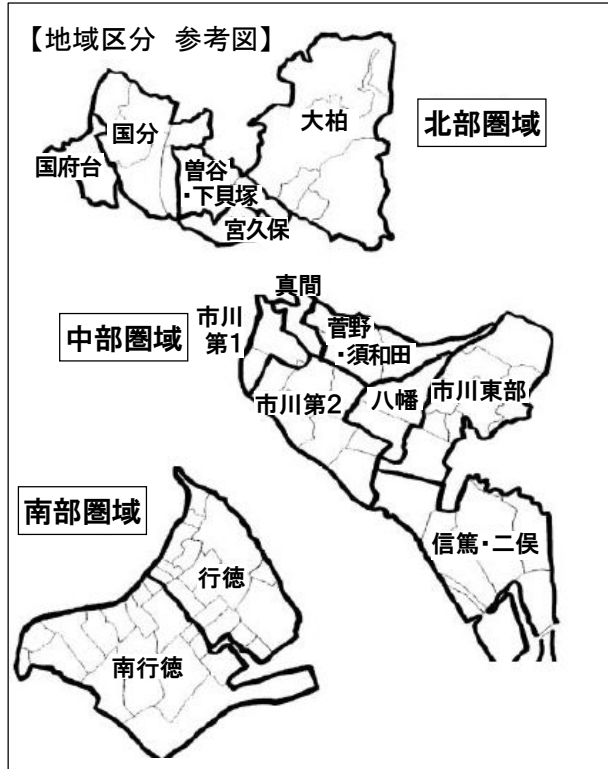 【地域区分 参考図】
北部圏域
大柏
国分
国府台
曽谷
・下貝塚
宮久保
中部圏域
真間
市川
第1
菅野
・須和田
市川第2
八幡
市川東部
信篤・二俣
南部圏域
行徳
南行徳